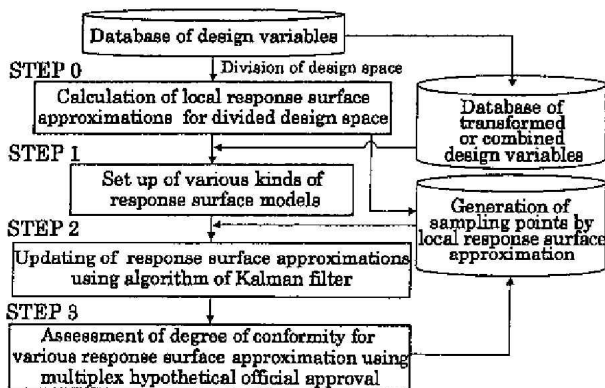 Database of design variables
STEP 0
Division of design space
Calculation of local response surface
approximations for divided design space
Database of
transformed
or combined
design variables
STEP 1
Set up of various kinds of
response surface models
Generation of
sampling points by
local response surface
approximation
STEP 2
Updating of response surface approximations
using algorithm of Kalman filter
STEP 3
Assessment of degree of conformity for
various response surface approximation using
multiplex hypothetical official approval